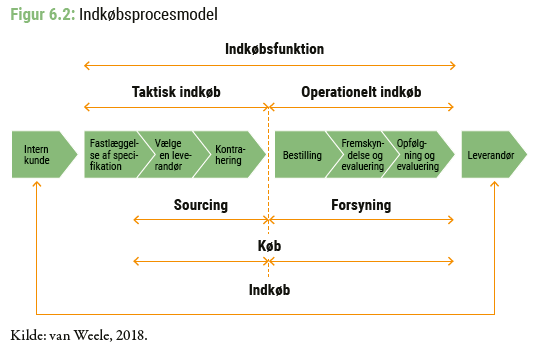 Figur 6.2: Indkøbsprocesmodel
Indkøbsfunktion
Taktisk indkøb
Operationelt indkøb
Intern
kunde
Fastlæggel-
se af speci-
fikation
Vælge
en leve-
randør
Kontra-
hering
Bestilling
Fremskyn-
delse og
evaluering
Opfølg-
ning og
evaluering
Leverandør
Sourcing
Forsyning
Køb
Indkøb
Kilde: van Weele, 2018.